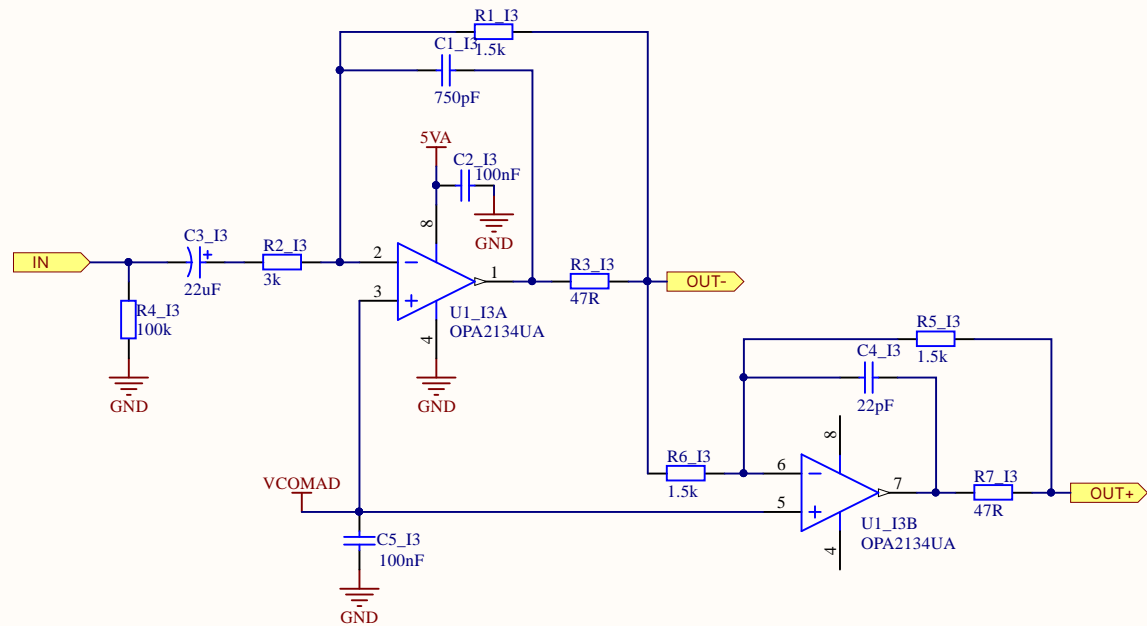 R1_I3
1.5k
C1_I3
750pF
5VA
C2_I3
100nF
8
GND
C3_I3
22uF
R2_I3
3k
IN
2
3
1
4
U1_I3A
OPA2134UA
R3_I3
47R
OUT-
R4_I3
100k
GND
GND
R5_I3
1.5k
C4_I3
22pF
8
R6_I3
1.5k
6
5
7
4
U1_I3B
OPA2134UA
R7_I3
47R
OUT+
VCOMAD
C5_I3
100nF
GND